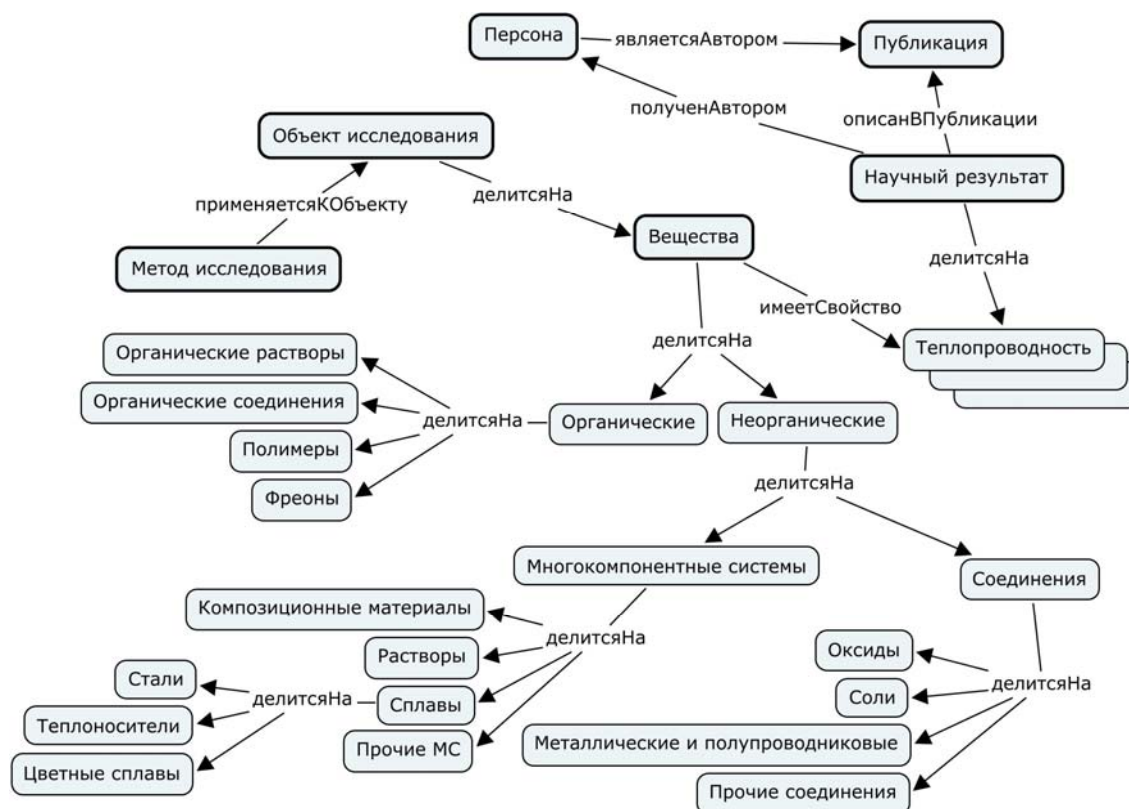 Персона
являетсяАвтором
Публикация
полученАвтором
описанВПубликации
Объект исследования
Научный результат
делитсяНа
применяетсяКОбъекту
Вещества
делитсяНа
Метод исследования
имеетСвойство
делитсяНа
Теплопроводность
Органические растворы
Органические соединения
делитсяНа
Органические
Неорганические
Полимеры
Фреоны
делитсяНа
Многокомпонентные системы
Соединения
Композиционные материалы
делитсяНа
Растворы
Оксиды
Стали
делитсяНа
Сплавы
Соли
делитсяНа
Теплоносители
Прочие МС
Металлические и полупроводниковые
Цветные сплавы
Прочие соединения